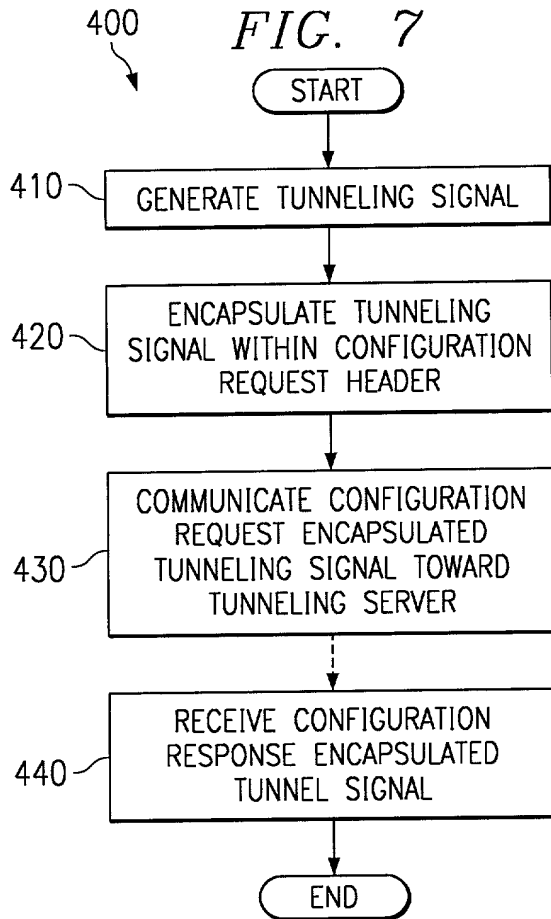 400
FIG. 7
START
410
GENERATE TUNNELING SIGNAL
420
ENCAPSULATE TUNNELING
SIGNAL WITHIN CONFIGURATION
REQUEST HEADER
430
COMMUNICATE CONFIGURATION
REQUEST ENCAPSULATED
TUNNELING SIGNAL TOWARD
TUNNELING SERVER
440
RECEIVE CONFIGURATION
RESPONSE ENCAPSULATED
TUNNEL SIGNAL
END